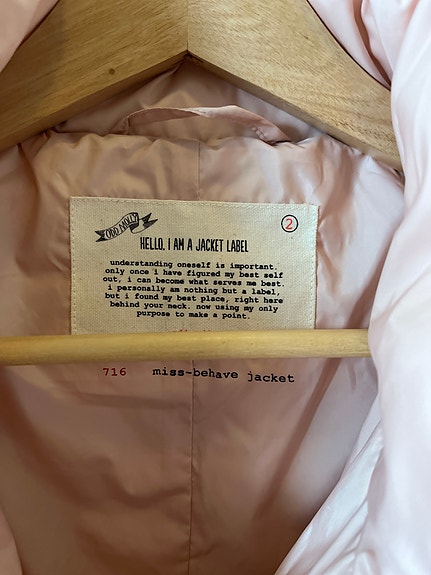 ODD MOLLY
2
HELLO, I AM A JACKET LABEL
understanding oneself is important.
only once i have figured my best self
out, i can become what serves me best.
i personally am nothing but a label,
but i found my best place, right here
behind your neck. now using my only
purpose to make a point.
716 miss-behave jacket